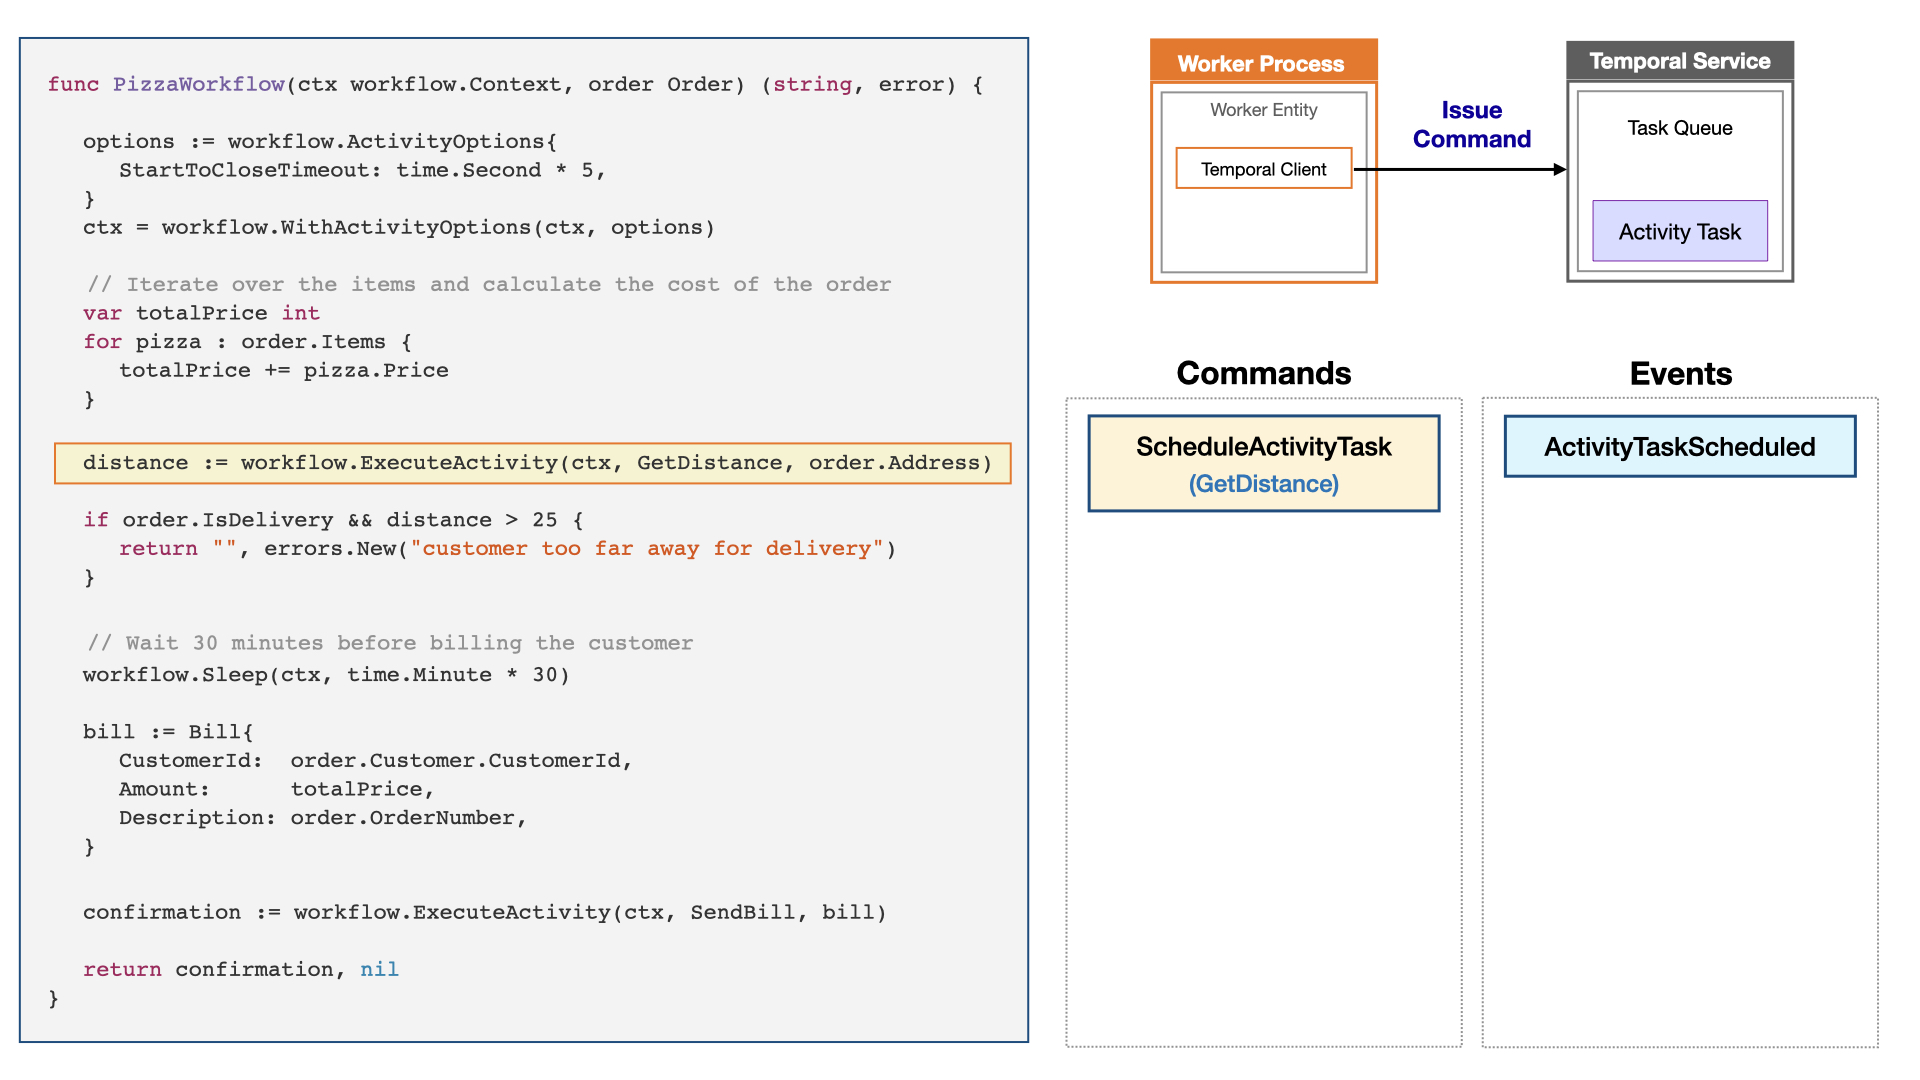 func PizzaWorkflow(ctx workflow.Context, order Order) (string, error) {
options := workflow.ActivityOptions{
StartToCloseTimeout: time.Second * 5,
}
ctx = workflow.WithActivityOptions(ctx, options)
// Iterate over the items and calculate the cost of the order
var totalPrice int
for pizza : order.Items {
totalPrice += pizza.Price
}
distance := workflow.ExecuteActivity(ctx, GetDistance, order.Address)
if order.IsDelivery && distance > 25 {
return "", errors.New("customer too far away for delivery")
}
// Wait 30 minutes before billing the customer
workflow.Sleep(ctx, time.Minute * 30)
bill := Bill{
CustomerId: order.Customer.CustomerId,
Amount: totalPrice,
Description: order.OrderNumber,
}
confirmation := workflow.ExecuteActivity(ctx, SendBill, bill)
return confirmation, nil
}
Worker Process
Worker Entity
Temporal Client
Issue
Command
Temporal Service
Task Queue
Activity Task
Commands
ScheduleActivityTask
(GetDistance)
Events
ActivityTaskScheduled